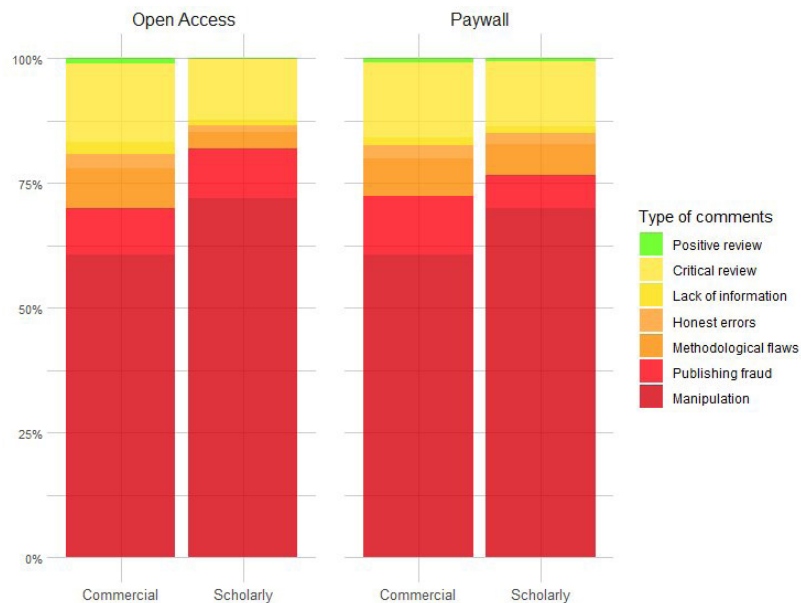 Open Access
Paywall
100%
75%
50%
25%
0%
Commercial
Scholarly
Commercial
Scholarly
Type of comments
Positive review
Critical review
Lack of information
Honest errors
Methodological flaws
Publishing fraud
Manipulation